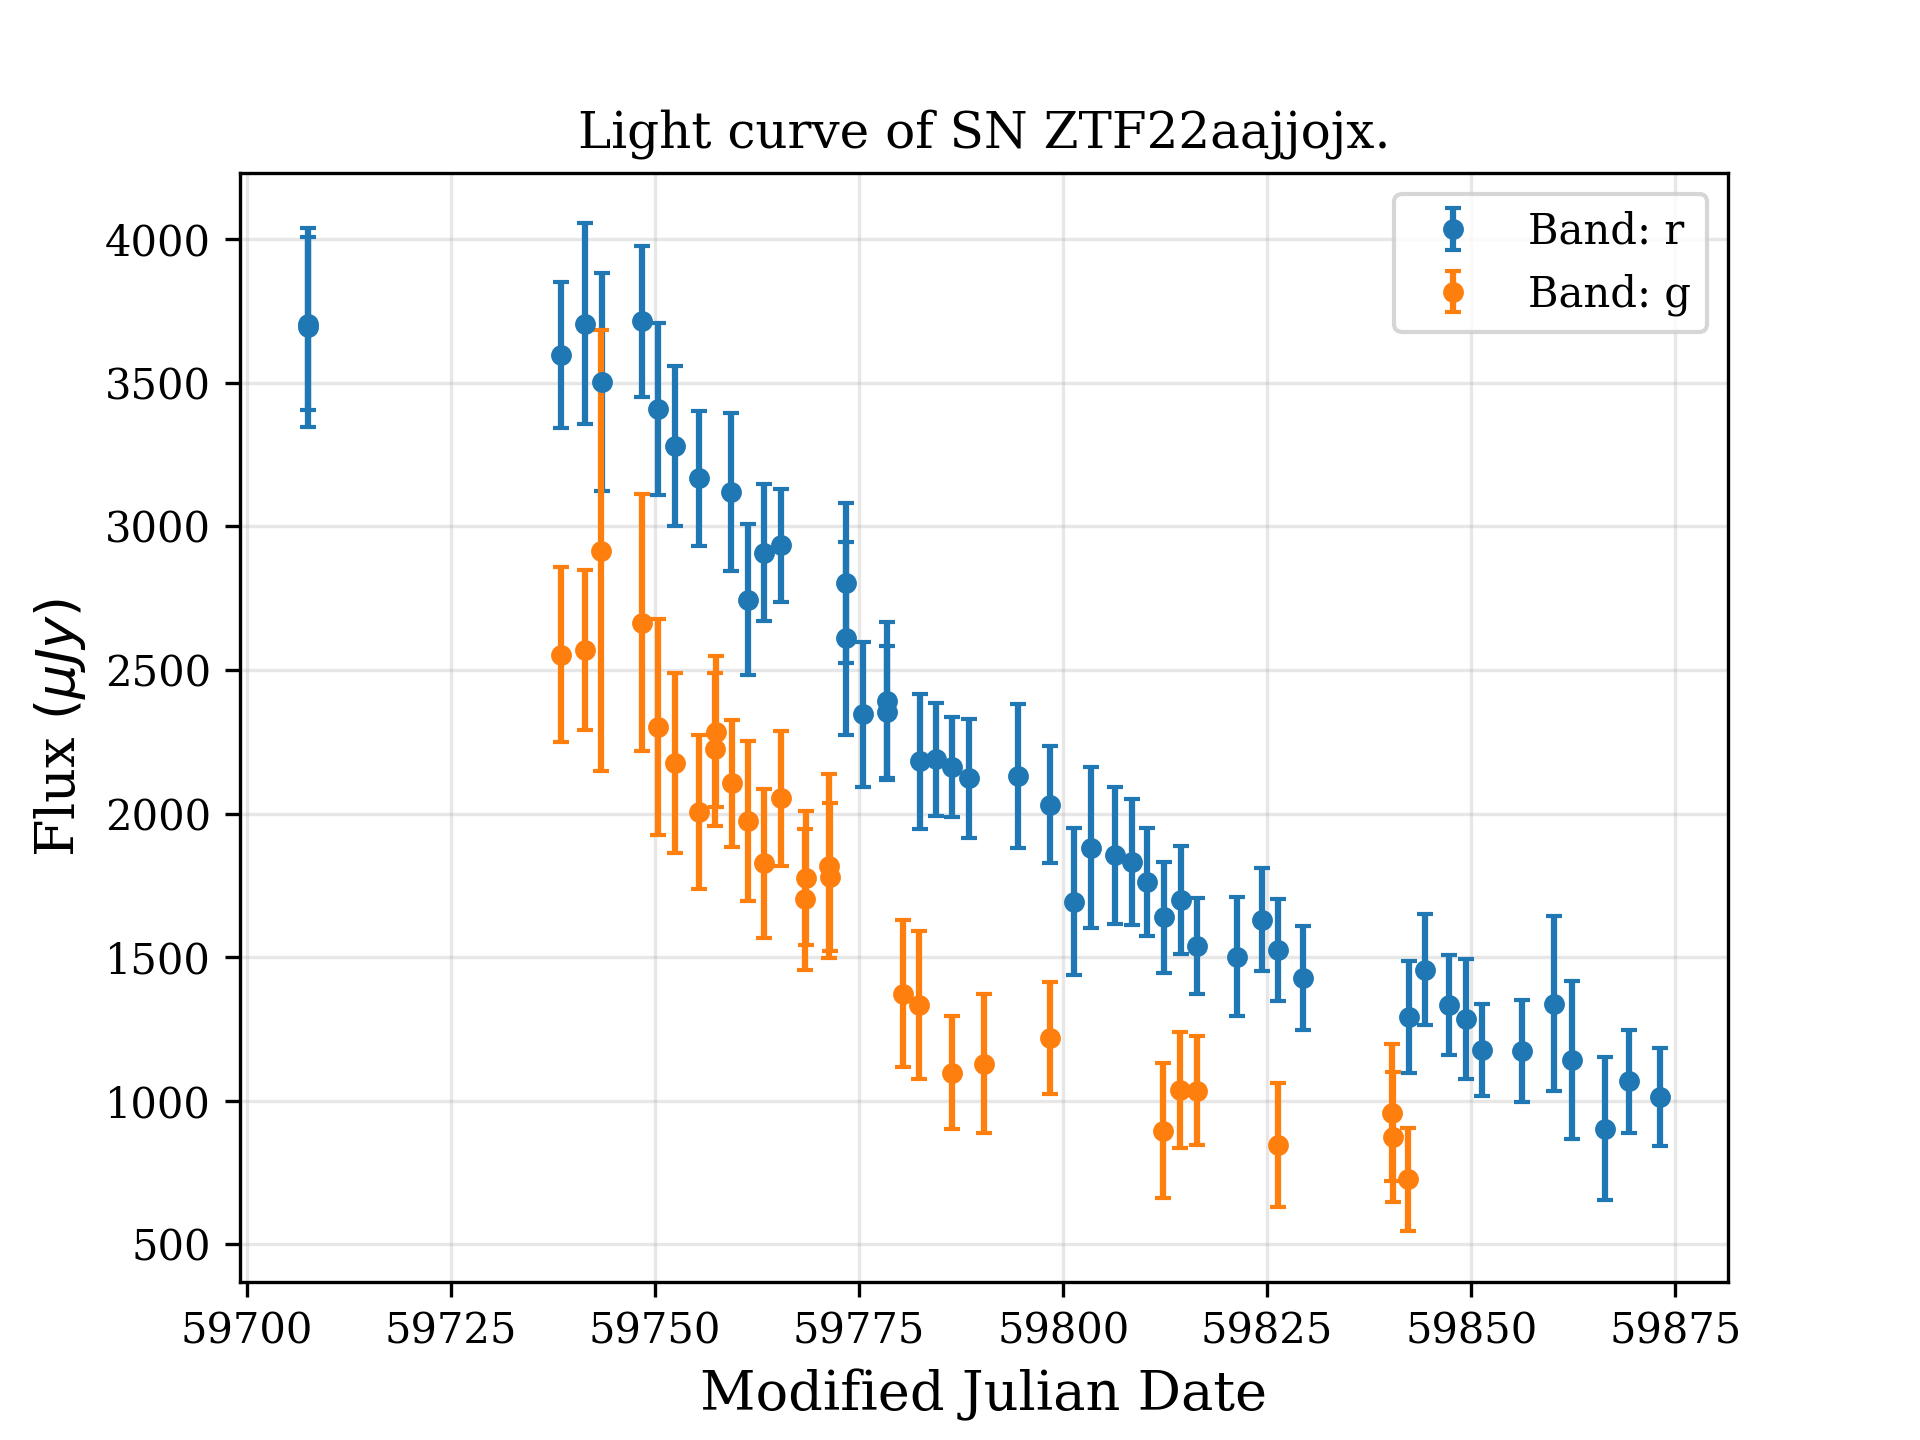 Light curve of SN ZTF22aajjojx.
Band: r
Band: g
4000
3500
3000
2500
2000
1500
1000
500
Flux (μJy)
59700 59725 59750 59775 59800 59825 59850 59875
Modified Julian Date